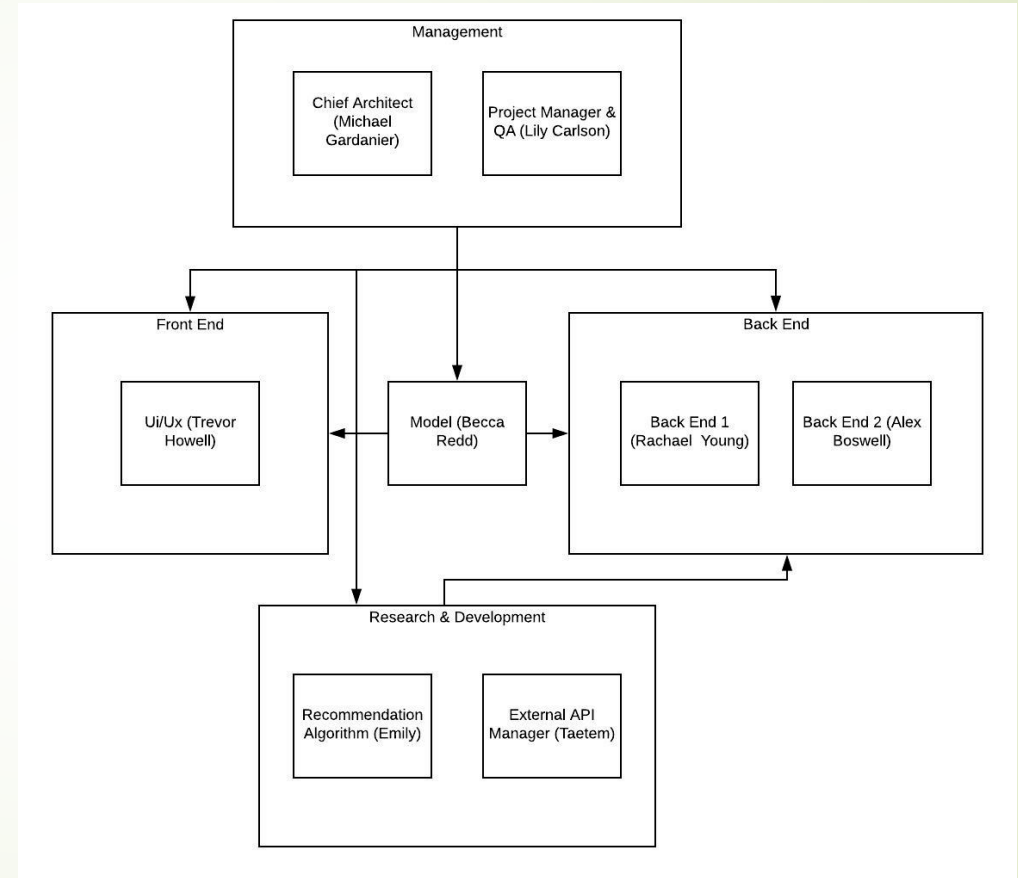 Management
Chief Architect
(Michael
Gardanier)
Project Manager &
QA (Lily Carlson)
Front End
Ui/Ux (Trevor
Howell)
Model (Becca
Redd)
Back End
Back End 1
(Rachael  Young)
Back End 2 (Alex
Boswell)
Research & Development
Recommendation
Algorithm (Emily)
External API
Manager (Taetem)